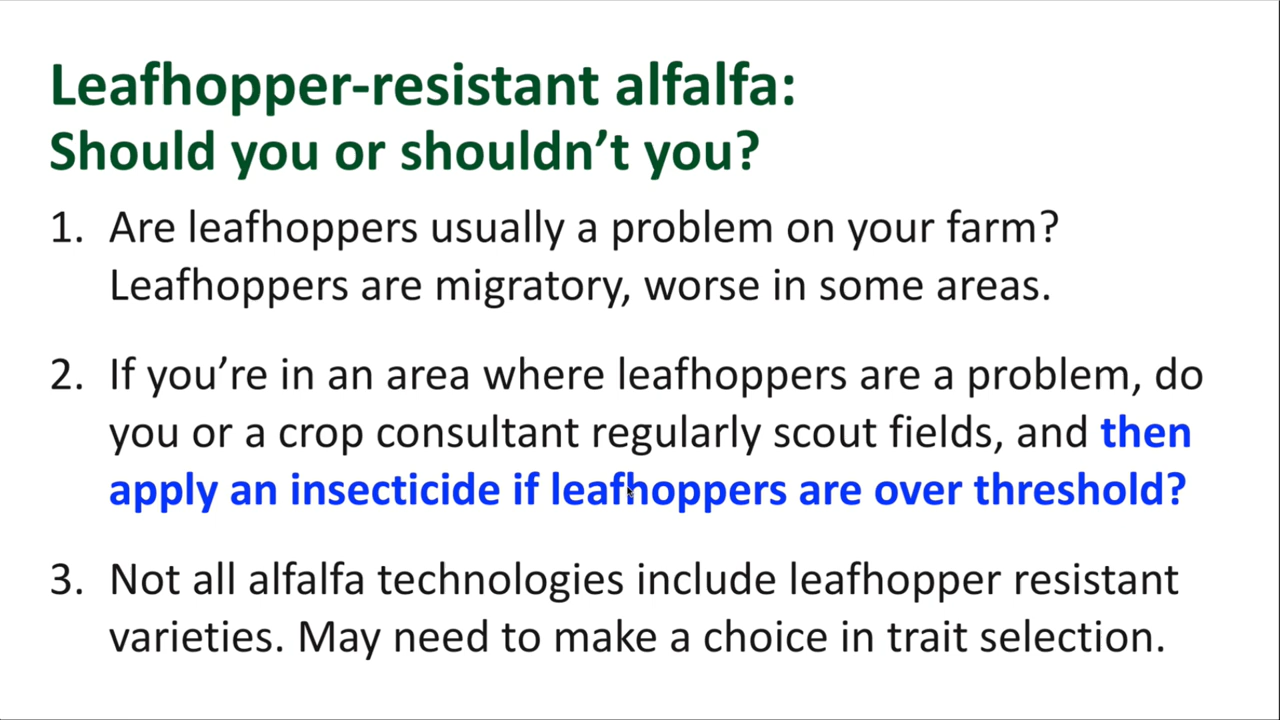 Leafhopper-resistant alfalfa:
Should you or shouldn’t you?
1. Are leafhoppers usually a problem on your farm?
Leafhoppers are migratory, worse in some areas.
2. If you’re in an area where leafhoppers are a problem, do
you or a crop consultant regularly scout fields, and then
apply an insecticide if leafhoppers are over threshold?
3. Not all alfalfa technologies include leafhopper resistant
varieties. May need to make a choice in trait selection.